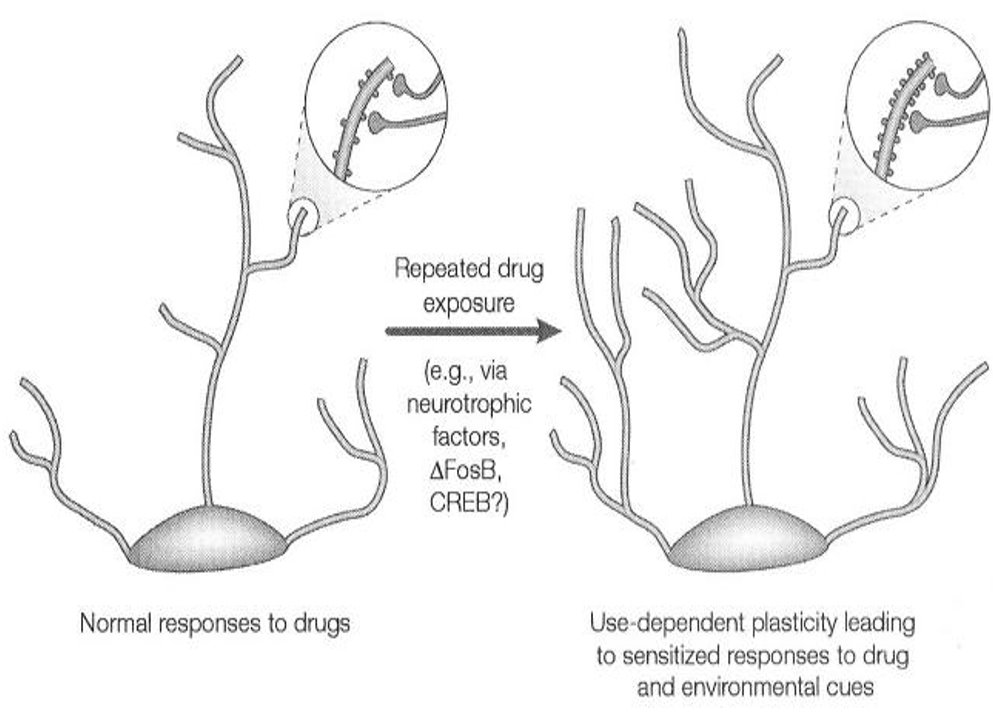 Repeated drug
exposure
(e.g., via
neurotrophic
factors,
ΔFosB,
CREB?)
Normal responses to drugs
Use-dependent plasticity leading
to sensitized responses to drug
and environmental cues